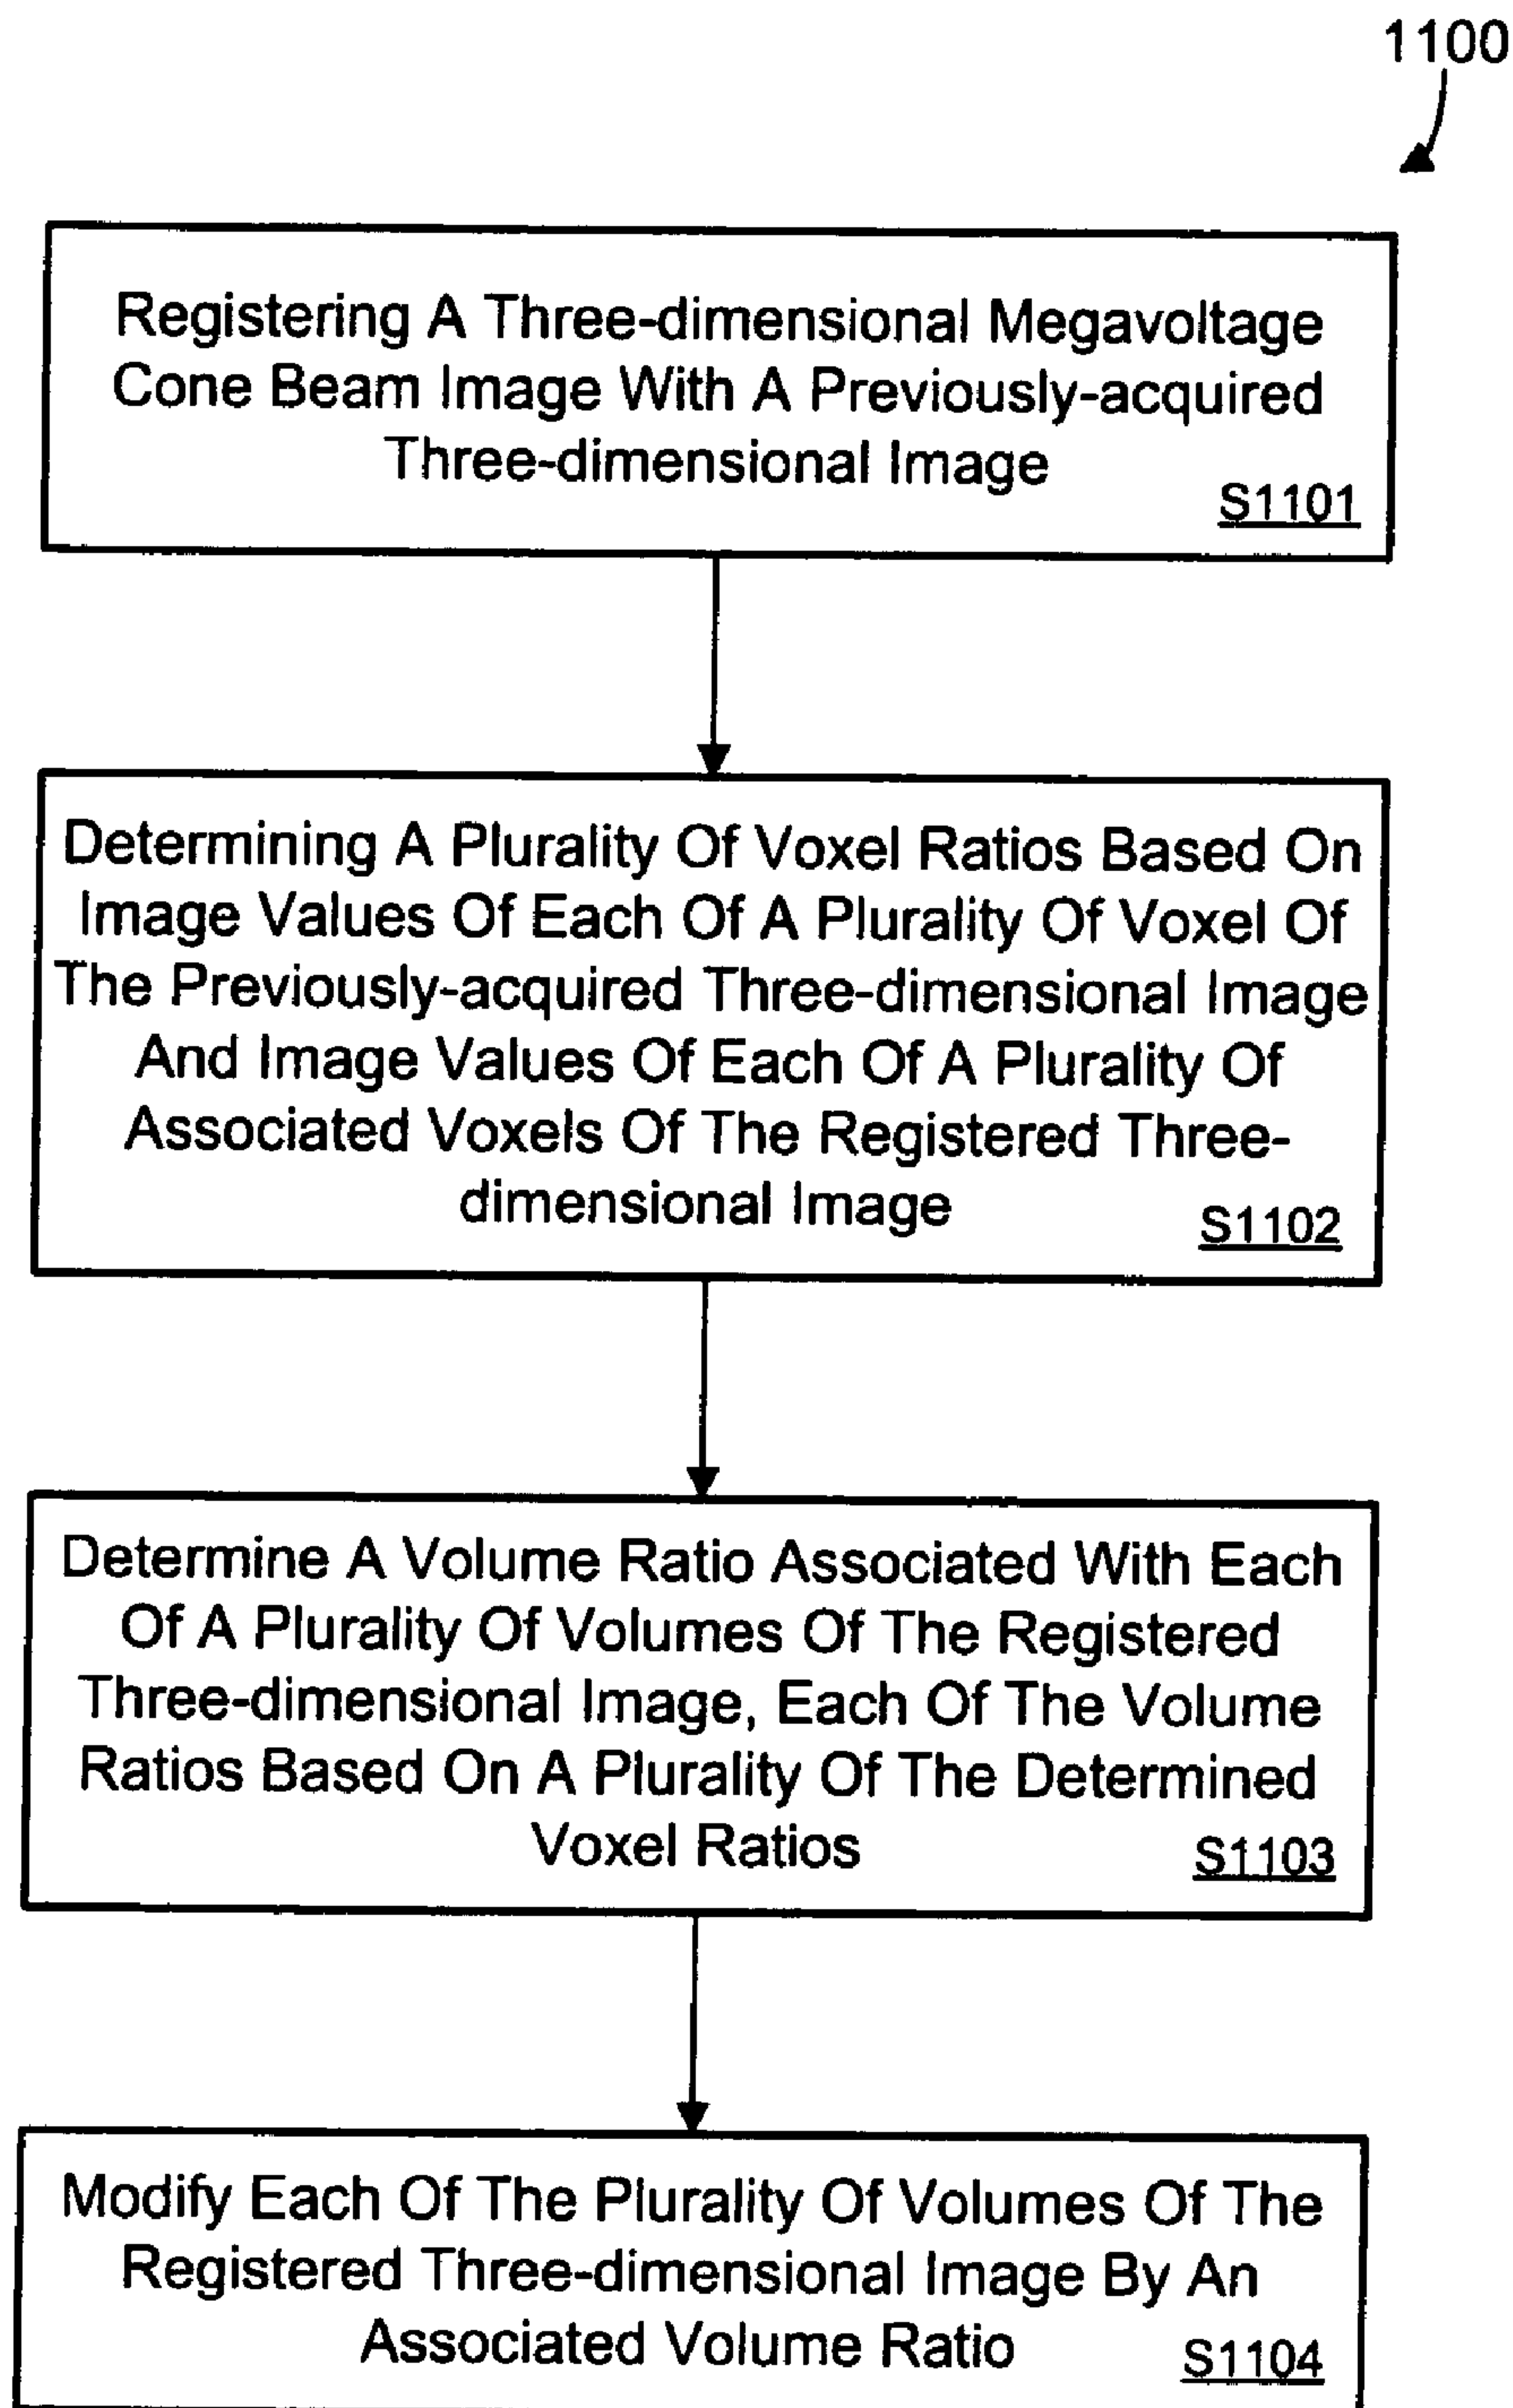 1100
Registering A Three-dimensional Megavoltage
Cone Beam Image With A Previously-acquired
Three-dimensional Image
S1101
Determining A Plurality Of Voxel Ratios Based On
Image Values Of Each Of A Plurality Of Voxel Of
The Previously-acquired Three-dimensional Image
And Image Values Of Each Of A Plurality Of
Associated Voxels Of The Registered Three-
dimensional Image
S1102
Determine A Volume Ratio Associated With Each
Of A Plurality Of Volumes Of The Registered
Three-dimensional Image, Each Of The Volume
Ratios Based On A Plurality Of The Determined
Voxel Ratios
S1103
Modify Each Of The Plurality Of Volumes Of The
Registered Three-dimensional Image By An
Associated Volume Ratio
S1104